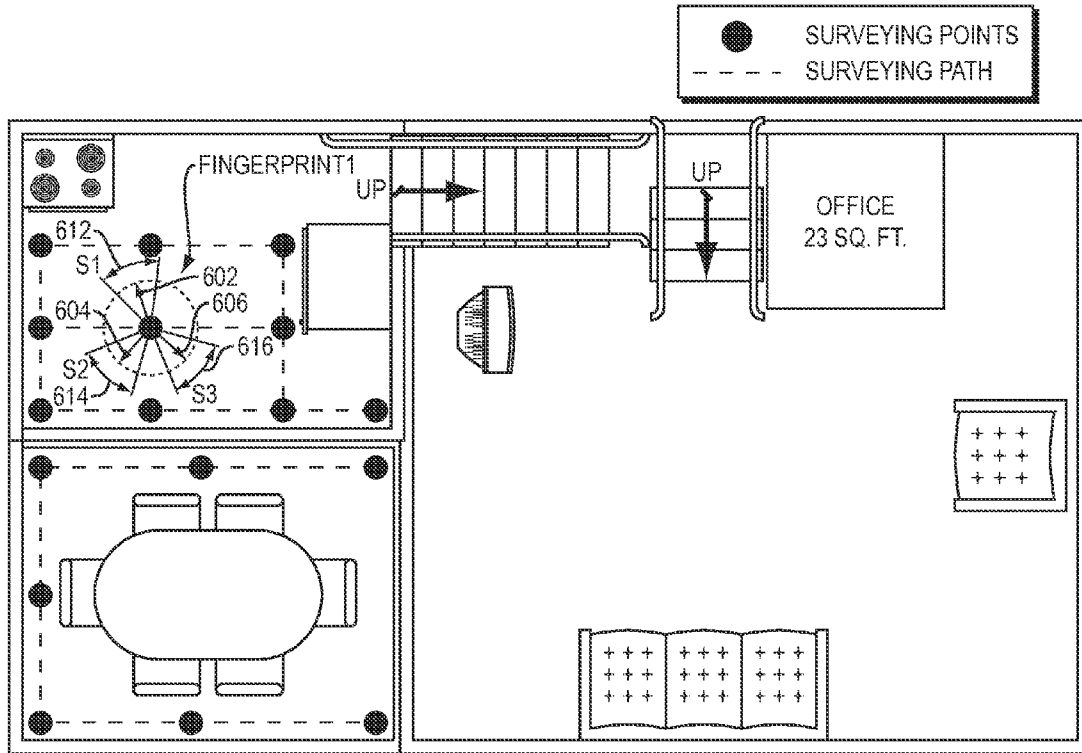 SURVEYING POINTS
SURVEYING PATH
FINGERPRINT1
UP
UP
OFFICE
23 SQ. FT.
612
S1
602
604
606
616
S2
614
S3